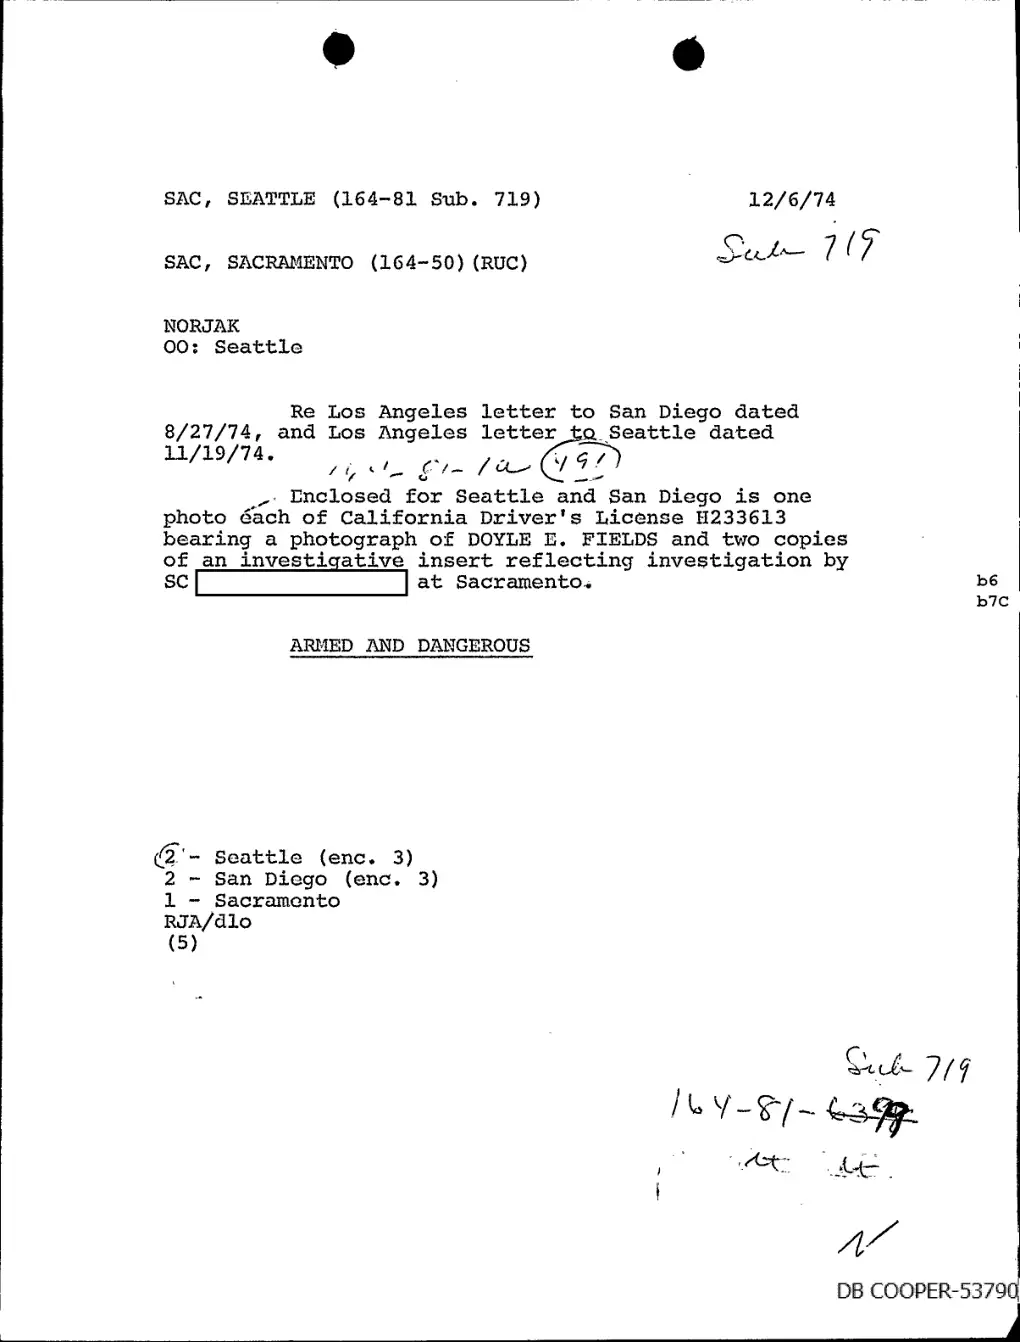 SAC, SEATTLE (164-81 Sub. 719) 12/6/74
Sub 719
SAC, SACRAMENTO (164-50)(RUC)
NORJAK
OO: Seattle
Re Los Angeles letter to San Diego dated
8/27/74, and Los Angeles letter to Seattle dated
11/19/74.
164-81-1a (491)
Enclosed for Seattle and San Diego is one
photo each of California Driver's License H233613
bearing a photograph of DOYLE E. FIELDS and two copies
of an investigative insert reflecting investigation by
SC at Sacramento.
b6
b7C
ARMED AND DANGEROUS
2 - Seattle (enc. 3)
2 - San Diego (enc. 3)
1 - Sacramento
RJA/dlo
(5)
Sub 719
164-81-
DB COOPER-53790